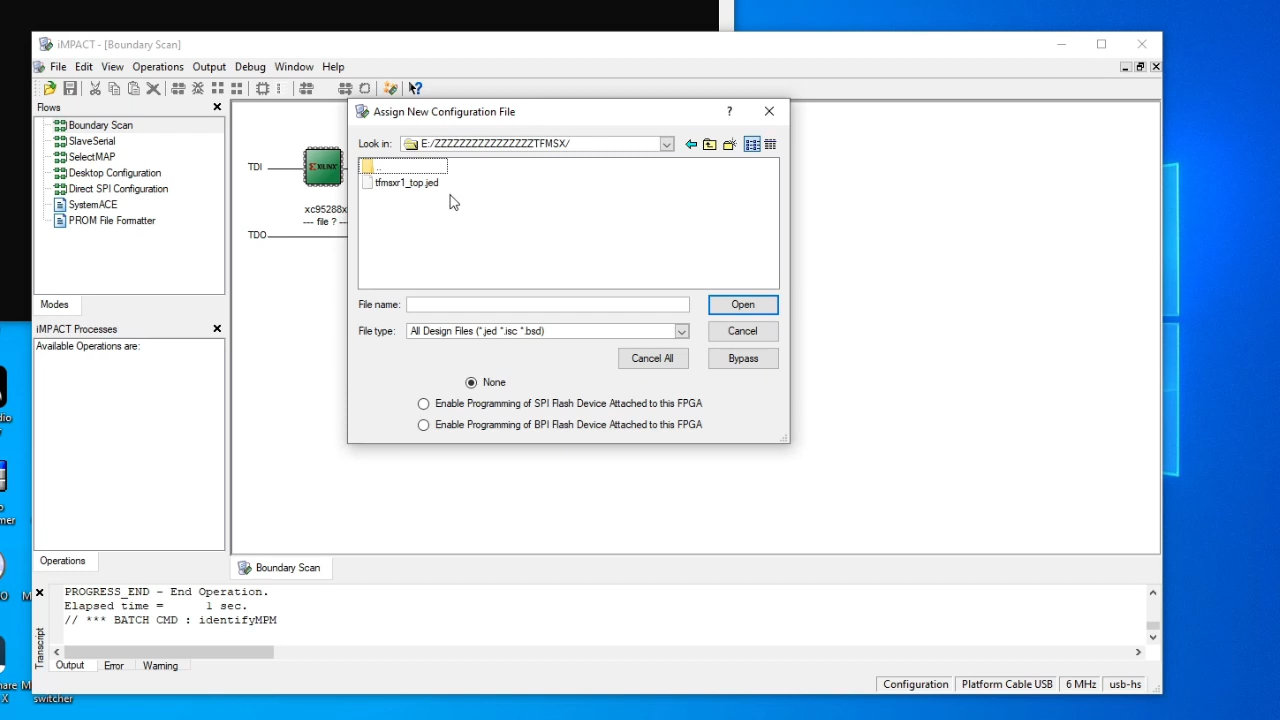 iMPACT - [Boundary Scan]
File Edit View Operations Output Debug Window Help
Flows
Boundary Scan
SlaveSerial
SelectMAP
Desktop Configuration
Direct SPI Configuration
SystemACE
PROM File Formatter
Modes
iMPACT Processes
Available Operations are:
Operations
TDI
XILINX
xc95288x
--- file ? ---
TDO
Assign New Configuration File
Look in: E:/ZZZZZZZZZZZZZZZZTFMSX/
..
tfmsxr1_top.jed
File name: Open
File type: All Design Files (*.jed *.isc *.bsd) Cancel
Cancel All Bypass
None
Enable Programming of SPI Flash Device Attached to this FPGA
Enable Programming of BPI Flash Device Attached to this FPGA
Boundary Scan
PROGRESS_END - End Operation.
Elapsed time = 1 sec.
// *** BATCH CMD : identifyMPM
Transcript
Output Error Warning
Configuration Platform Cable USB 6 MHz usb-hs
switcher